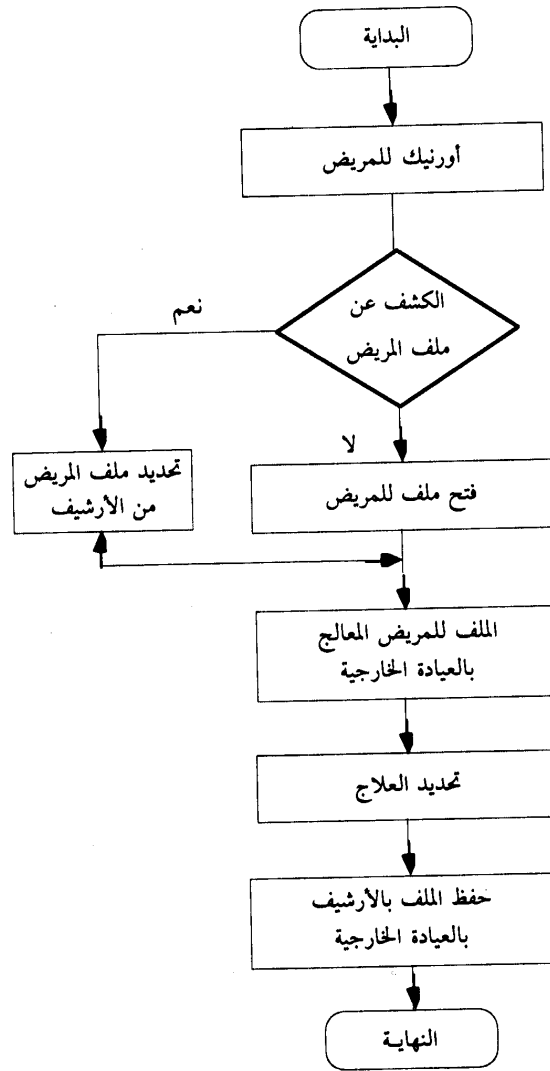 البداية
أورنيك للمريض
الكشف عن
ملف المريض
نعم
لا
تحديد ملف المريض
من الأرشيف
فتح ملف للمريض
الملف للمريض المعالج
بالعيادة الخارجية
تحديد العلاج
حفظ الملف بالأرشيف
بالعيادة الخارجية
النهاية